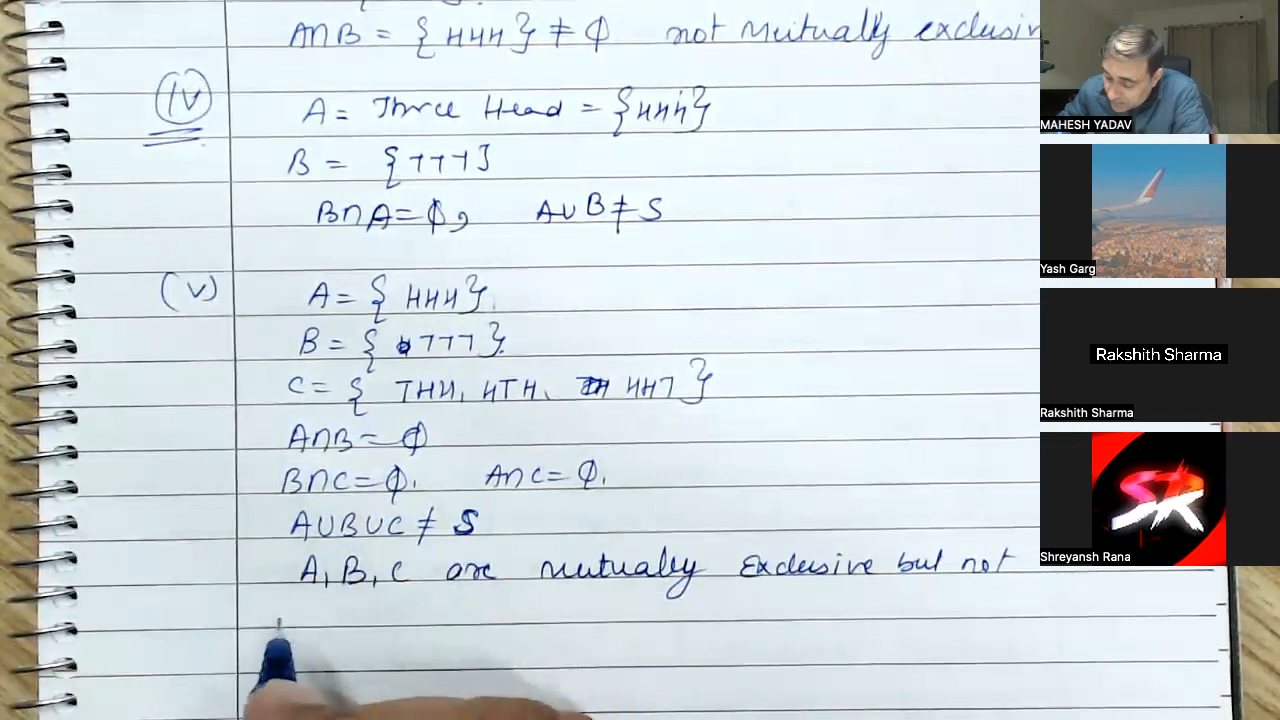 A∩B = {HHH} ≠ ϕ not Mutually exclusiv
(iv) A = Three Head = {HHH}
B = {TTT}
B∩A = ϕ, A∪B ≠ S
(v) A = {HHH}.
B = {TTT}.
C = {THH, HTH, HHT}
A∩B = ϕ
B∩C = ϕ. A∩C = ϕ.
A∪B∪C ≠ S
A, B, C are mutually Exclusive but not
MAHESH YADAV
Yash Garg
Rakshith Sharma
Rakshith Sharma
SR
Shreyansh Rana